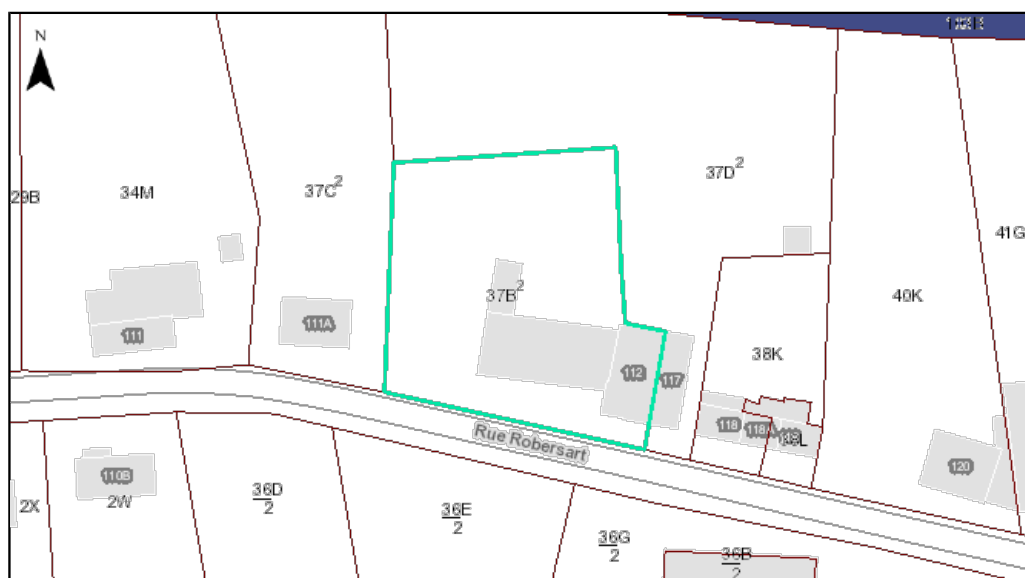 N
29B
34M
37C²
37D²
41G
40K
37B²
38K
111
111A
112
117
118
118
120
Rue Robersart
110B
2W
2X
36D
2
36E
2
36G
2
36B
2